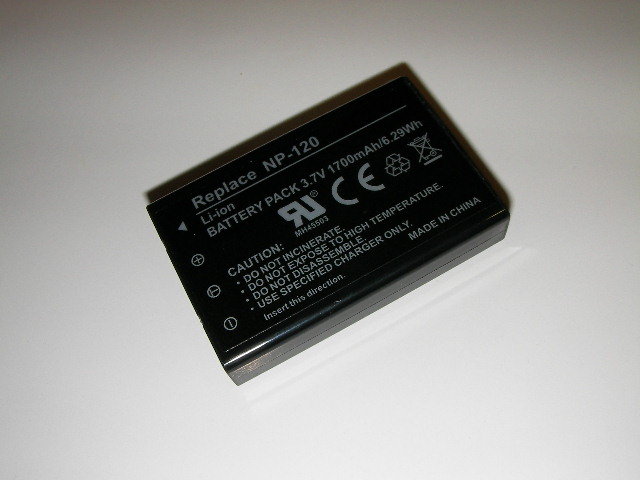 Replace NP-120
Li-ion
BATTERY PACK 3.7V 1700mAh/6.29Wh
MH45503
CAUTION:
• DO NOT INCINERATE.
• DO NOT EXPOSE TO HIGH TEMPERATURE.
• DO NOT DISASSEMBLE.
• USE SPECIFIED CHARGER ONLY.
MADE IN CHINA
Insert this direction.